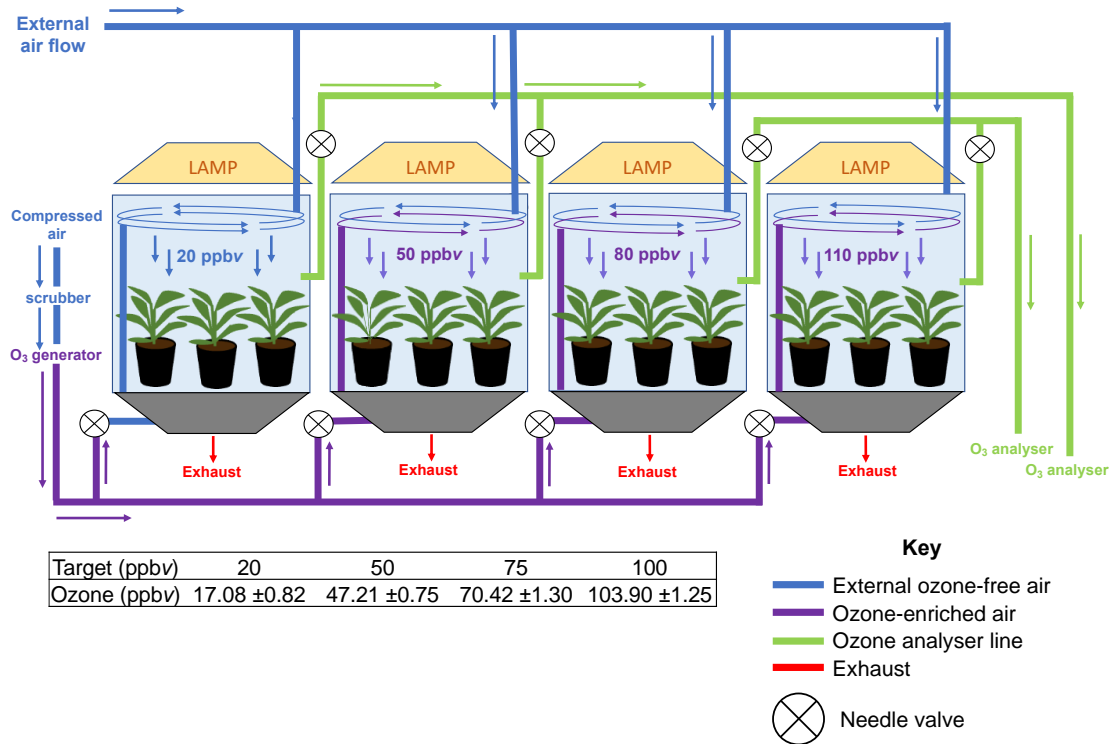 External
air flow
LAMP
LAMP
LAMP
LAMP
Compressed
air
scrubber
O₃ generator
20 ppbv
50 ppbv
80 ppbv
110 ppbv
Exhaust
Exhaust
Exhaust
Exhaust
O₃ analyser
O₃ analyser
Target (ppbv) 20 50 75 100
Ozone (ppbv) 17.08 ±0.82 47.21 ±0.75 70.42 ±1.30 103.90 ±1.25
Key
External ozone-free air
Ozone-enriched air
Ozone analyser line
Exhaust
Needle valve